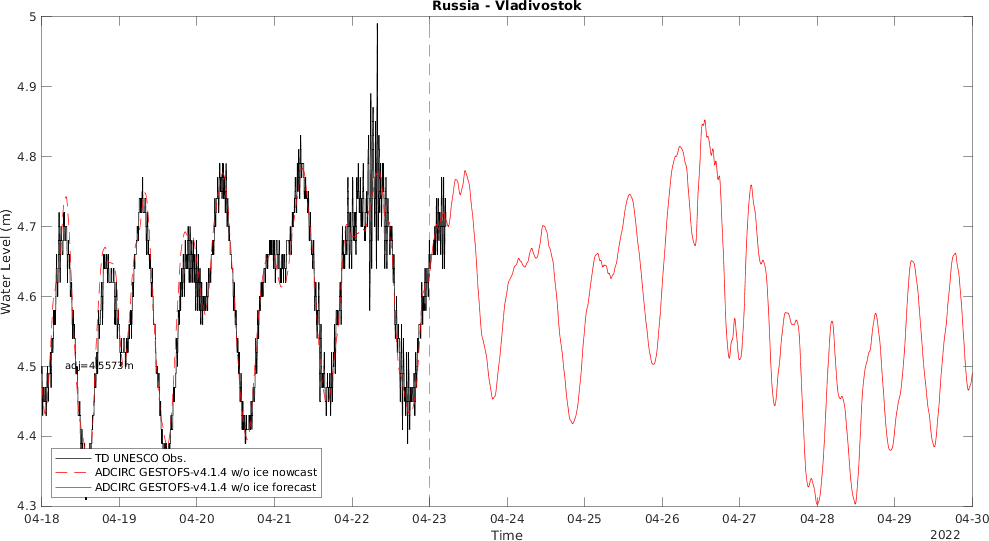 Russia - Vladivostok
Water Level (m)
5
4.9
4.8
4.7
4.6
4.5
4.4
4.3
adj=4.5573m
TD UNESCO Obs.
ADCIRC GESTOFS-v4.1.4 w/o ice nowcast
ADCIRC GESTOFS-v4.1.4 w/o ice forecast
04-18 04-19 04-20 04-21 04-22 04-23 04-24 04-25 04-26 04-27 04-28 04-29 04-30
Time
2022